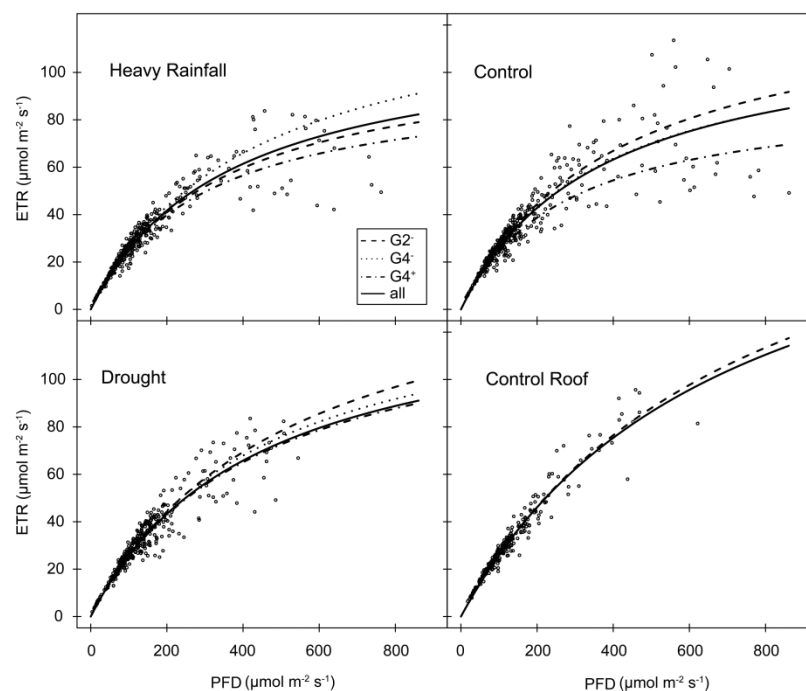 Heavy Rainfall
Control
100
80
60
40
20
0
ETR (µmol m⁻² s⁻¹)
G2⁻
G4⁻
G4⁺
all
Drought
Control Roof
100
80
60
40
20
0
ETR (µmol m⁻² s⁻¹)
0 200 400 600 800
0 200 400 600 800
PFD (µmol m⁻² s⁻¹)
PFD (µmol m⁻² s⁻¹)